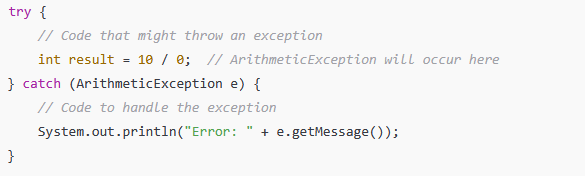 try {
    // Code that might throw an exception
    int result = 10 / 0;  // ArithmeticException will occur here
} catch (ArithmeticException e) {
    // Code to handle the exception
    System.out.println("Error: " + e.getMessage());
}